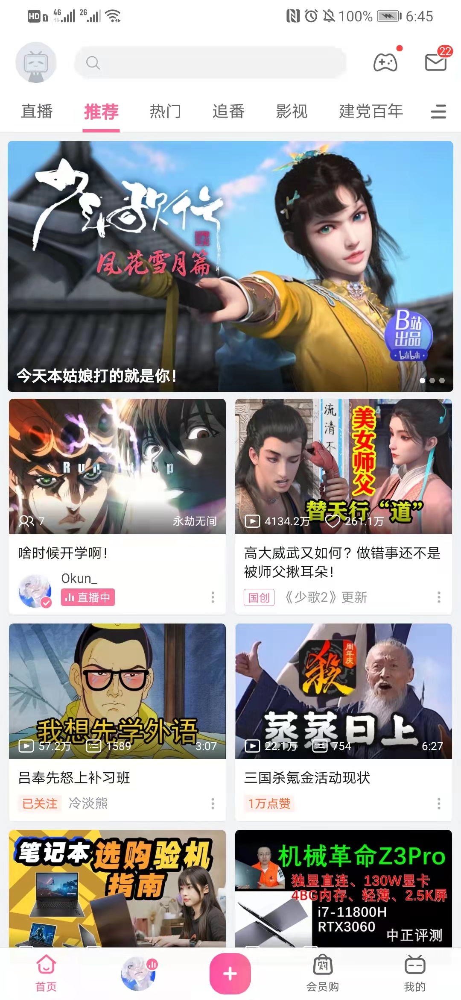 HD 1 4G 2G 100% 6:45
22
直播 推荐 热门 追番 影视 建党百年
少年歌行
风花雪月篇
B站
出品
bilibili
今天本姑娘打的就是你!
Run It Up
7 永劫无间
啥时候开学啊!
Okun_
直播中
流清不
美女师父
替天行“道”
4134.2万 261.1万
高大威武又如何?做错事还不是
被师父揪耳朵!
国创 《少歌2》更新
我想先学外语
57.2万 1589 3:07
吕奉先怒上补习班
已关注 冷淡熊
周年庆
杀
蒸蒸日上
22.1万 754 6:27
三国杀氪金活动现状
1万点赞
笔记本选购验机
指南
机械革命Z3Pro
独显直连、130W显卡
4BG内存、轻薄、2.5K屏
i7-11800H
RTX3060
中正评测
首页 + 购 会员购 我的